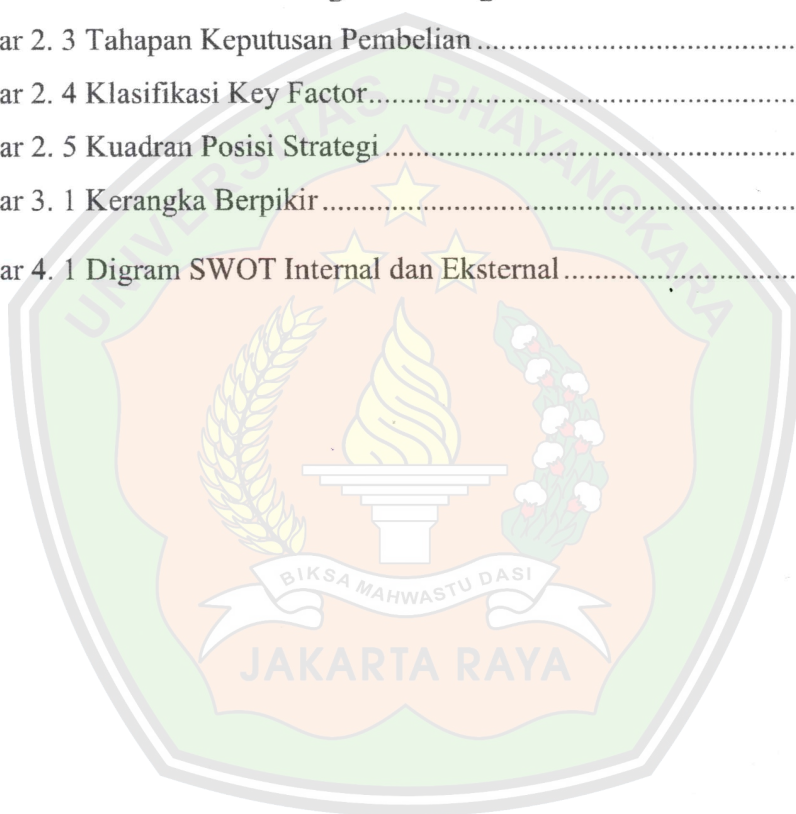 ar 2. 3 Tahapan Keputusan Pembelian....................................................
ar 2. 4 Klasifikasi Key Factor....................................................
ar 2. 5 Kuadran Posisi Strategi....................................................
ar 3. 1 Kerangka Berpikir....................................................
ar 4. 1 Digram SWOT Internal dan Eksternal....................................................
UNIVERSITAS BHAYANGKARA
BIKSA MAHWASTU DASI
JAKARTA RAYA